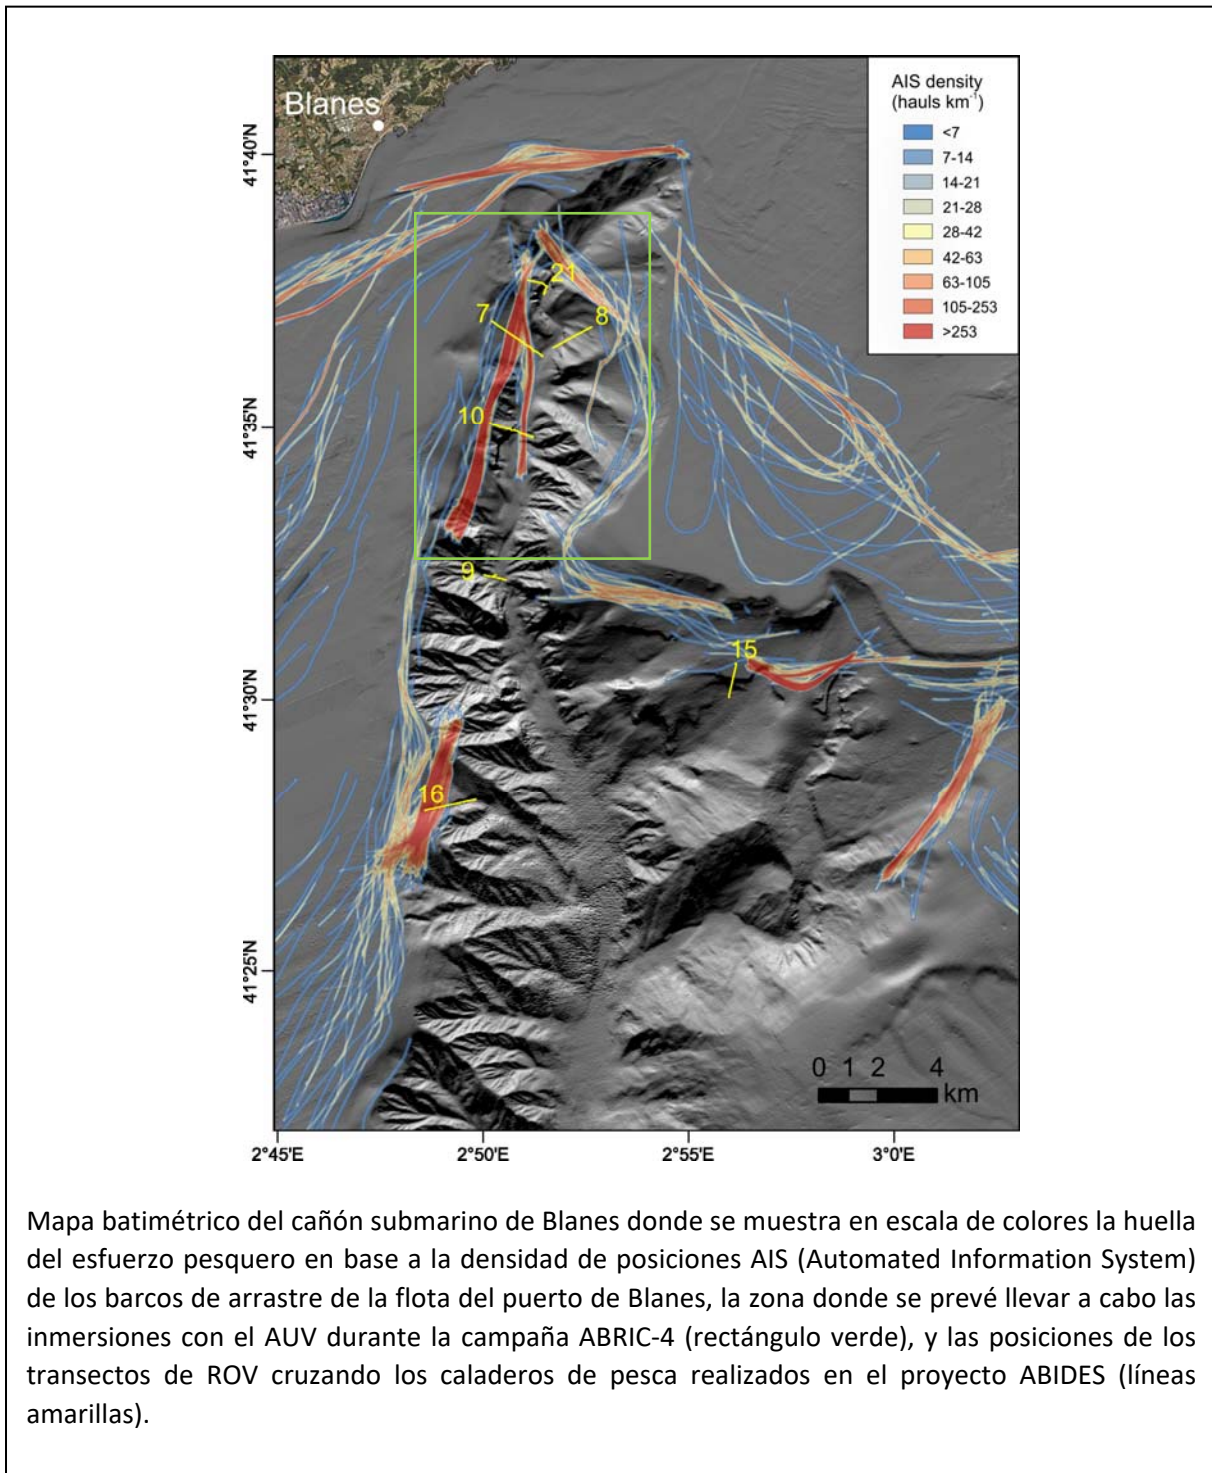 Blanes
AIS density
(hauls km⁻¹)
<7
7-14
14-21
21-28
28-42
42-63
63-105
105-253
>253
41°40'N
41°35'N
41°30'N
41°25'N
21
7
8
10
9
15
16
0 1 2 4
km
2°45'E
2°50'E
2°55'E
3°0'E
Mapa batimétrico del cañón submarino de Blanes donde se muestra en escala de colores la huella
del esfuerzo pesquero en base a la densidad de posiciones AIS (Automated Information System)
de los barcos de arrastre de la flota del puerto de Blanes, la zona donde se prevé llevar a cabo las
inmersiones con el AUV durante la campaña ABRIC-4 (rectángulo verde), y las posiciones de los
transectos de ROV cruzando los caladeros de pesca realizados en el proyecto ABIDES (líneas
amarillas).